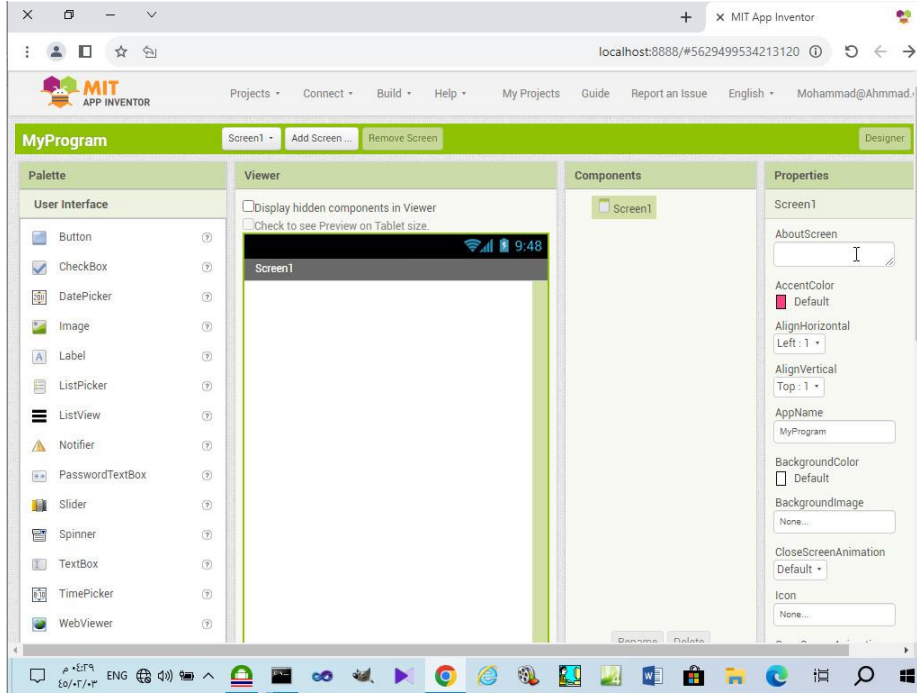 MIT App Inventor
localhost:8888/#5629499534213120
MIT
APP INVENTOR
Projects
Connect
Build
Help
My Projects
Guide
Report an Issue
English
Mohammad@Ahmmad.
MyProgram
Screen1
Add Screen ...
Remove Screen
Designer
Palette
User Interface
Button
CheckBox
DatePicker
Image
Label
ListPicker
ListView
Notifier
PasswordTextBox
Slider
Spinner
TextBox
TimePicker
WebViewer
Viewer
Display hidden components in Viewer
Check to see Preview on Tablet size.
9:48
Screen1
Components
Screen1
Rename Delete
Properties
Screen1
AboutScreen
AccentColor
Default
AlignHorizontal
Left : 1
AlignVertical
Top : 1
AppName
MyProgram
BackgroundColor
Default
BackgroundImage
None...
CloseScreenAnimation
Default
Icon
None...
ENG